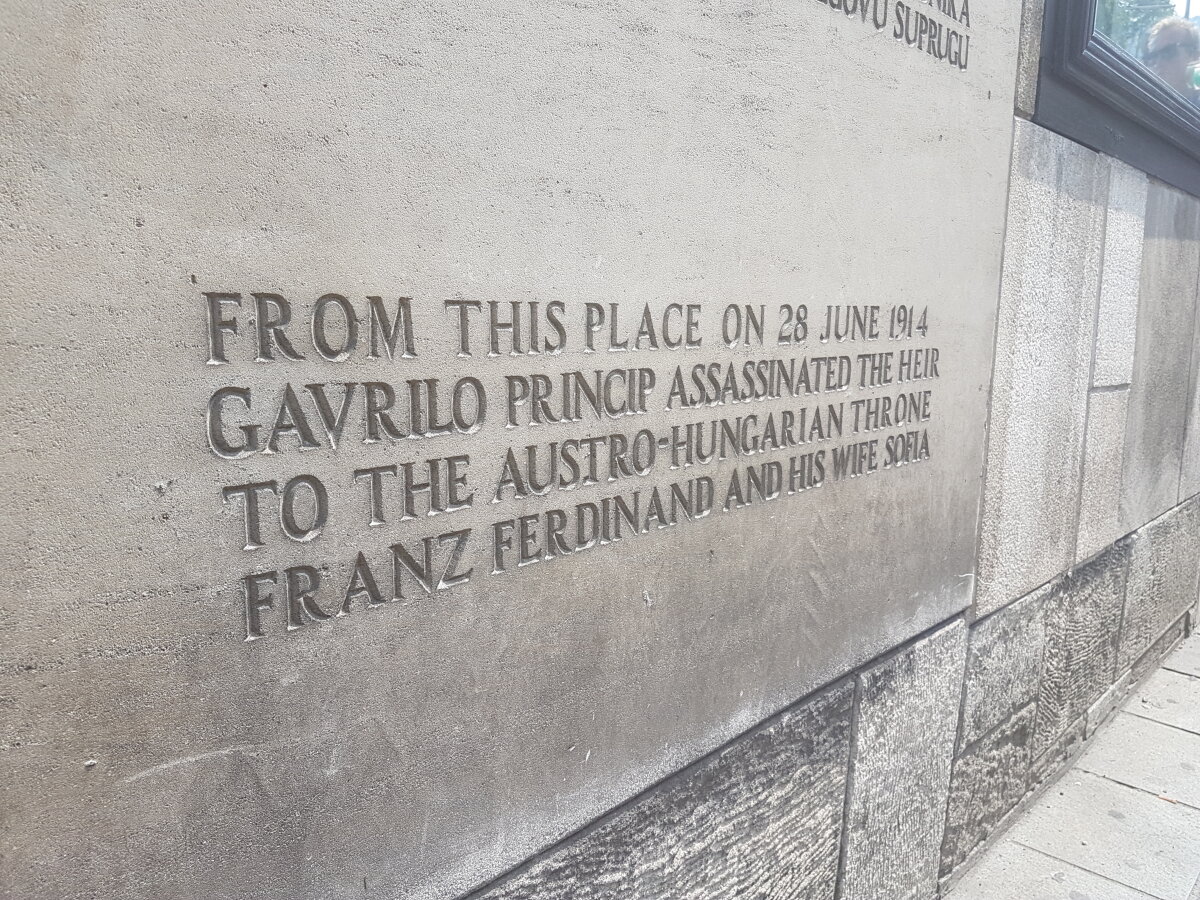 SUPRUGU
FROM THIS PLACE ON 28 JUNE 1914
GAVRILO PRINCIP ASSASSINATED THE HEIR
TO THE AUSTRO-HUNGARIAN THRONE
FRANZ FERDINAND AND HIS WIFE SOFIA